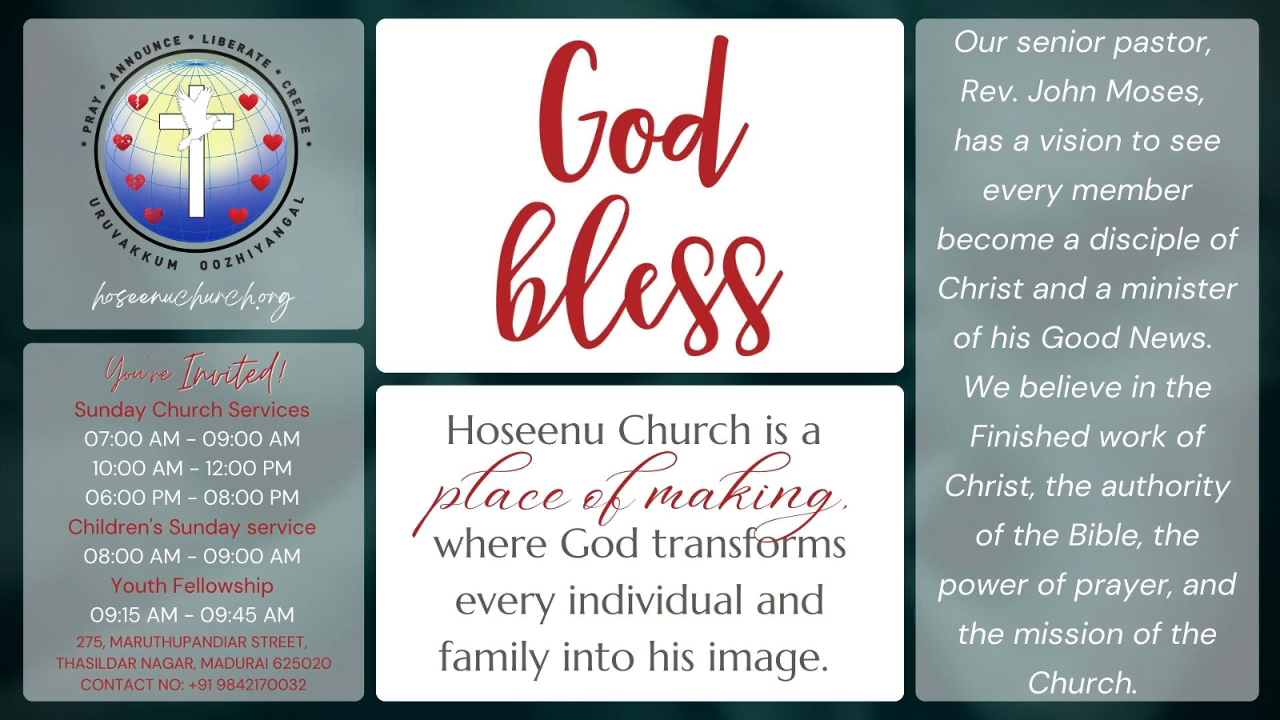 * PRAY * ANNOUNCE * LIBERATE * CREATE *
URUVAKKUM OOZHIYANGAL
hoseenuchurch.org
You're Invited!
Sunday Church Services
07:00 AM - 09:00 AM
10:00 AM - 12:00 PM
06:00 PM - 08:00 PM
Children's Sunday service
08:00 AM - 09:00 AM
Youth Fellowship
09:15 AM - 09:45 AM
275, MARUTHUPANDIAR STREET,
THASILDAR NAGAR, MADURAI 625020
CONTACT NO: +91 9842170032
God
bless
Hoseenu Church is a
place of making,
where God transforms
every individual and
family into his image.
Our senior pastor,
Rev. John Moses,
has a vision to see
every member
become a disciple of
Christ and a minister
of his Good News.
We believe in the
Finished work of
Christ, the authority
of the Bible, the
power of prayer, and
the mission of the
Church.